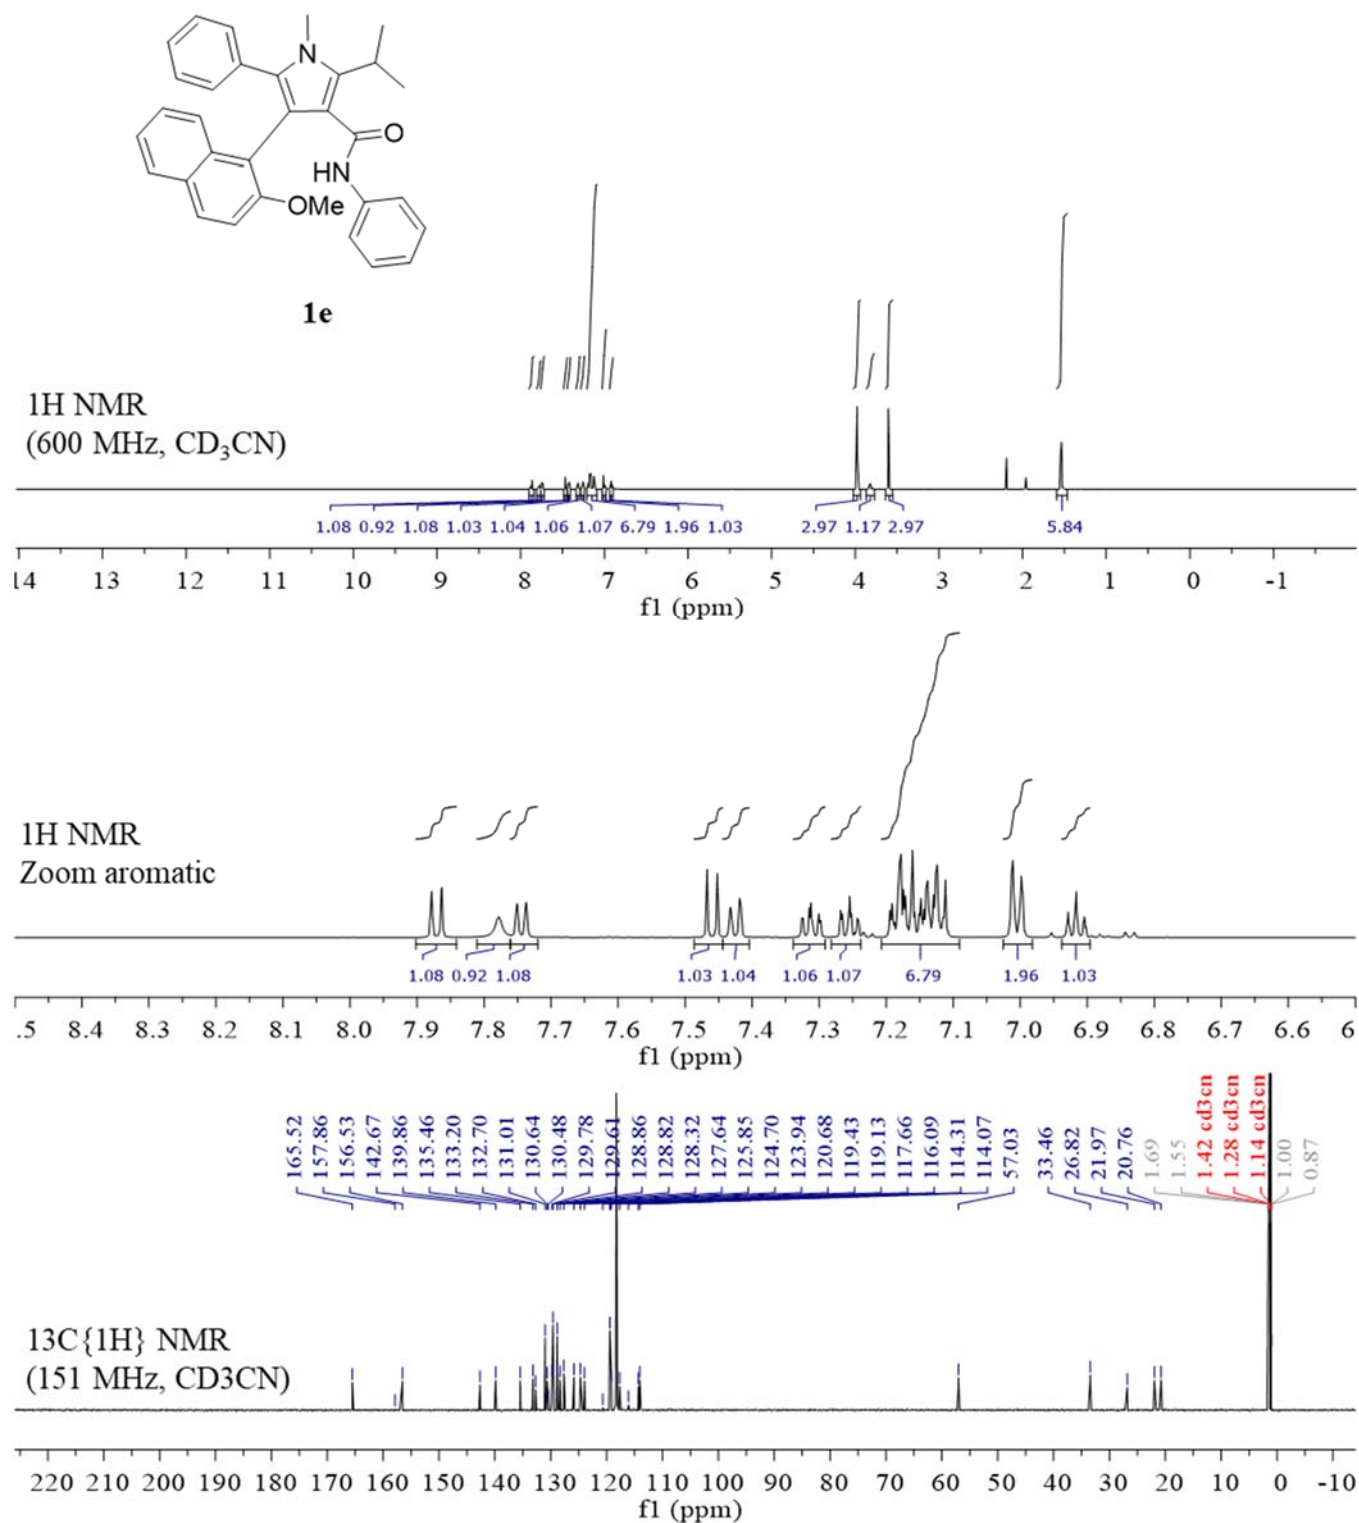 N
O
HN
OMe
1e
1H NMR
(600 MHz, CD3CN)
1.08 0.92 1.08 1.03 1.04 1.06 1.07 6.79 1.96 1.03 2.97 1.17 2.97 5.84
14 13 12 11 10 9 8 7 6 5 4 3 2 1 0 -1
f1 (ppm)
1H NMR
Zoom aromatic
1.08 0.92 1.08 1.03 1.04 1.06 1.07 6.79 1.96 1.03
.5 8.4 8.3 8.2 8.1 8.0 7.9 7.8 7.7 7.6 7.5 7.4 7.3 7.2 7.1 7.0 6.9 6.8 6.7 6.6 6
f1 (ppm)
165.52
157.86
156.53
142.67
139.86
135.46
133.20
132.70
131.01
130.64
130.48
129.78
129.61
128.86
128.82
128.32
127.64
125.85
124.70
123.94
120.68
119.43
119.13
117.66
116.09
114.31
114.07
57.03
33.46
26.82
21.97
20.76
1.69
1.55
1.42 cd3cn
1.28 cd3cn
1.14 cd3cn
1.00
0.87
13C{1H} NMR
(151 MHz, CD3CN)
220 210 200 190 180 170 160 150 140 130 120 110 100 90 80 70 60 50 40 30 20 10 0 -10
f1 (ppm)